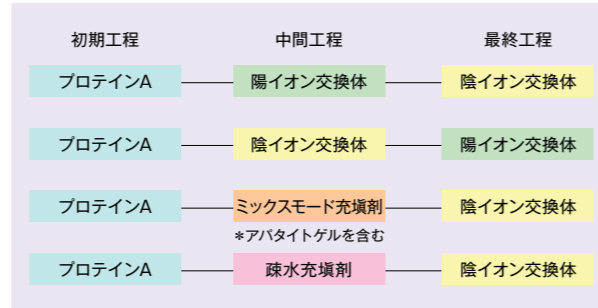 初期工程 中間工程 最終工程
プロテインA 陽イオン交換体 陰イオン交換体
プロテインA 陰イオン交換体 陽イオン交換体
プロテインA ミックスモード充塡剤 陰イオン交換体
*アパタイトゲルを含む
プロテインA 疎水充塡剤 陰イオン交換体